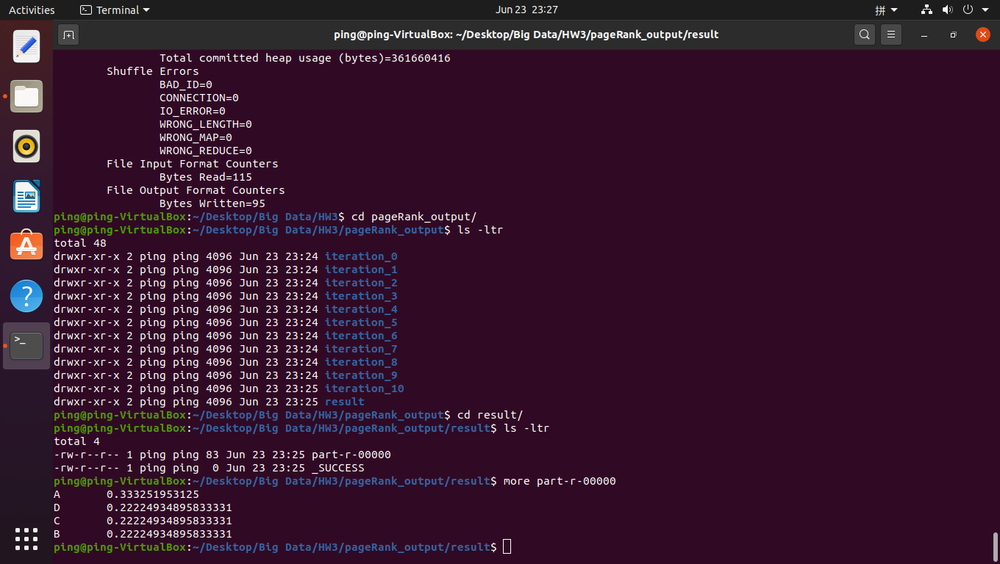 Activities Terminal Jun 23 23:27 拼
ping@ping-VirtualBox: ~/Desktop/Big Data/HW3/pageRank_output/result
Total committed heap usage (bytes)=361660416
Shuffle Errors
BAD_ID=0
CONNECTION=0
IO_ERROR=0
WRONG_LENGTH=0
WRONG_MAP=0
WRONG_REDUCE=0
File Input Format Counters
Bytes Read=115
File Output Format Counters
Bytes Written=95
ping@ping-VirtualBox:~/Desktop/Big Data/HW3$ cd pageRank_output/
ping@ping-VirtualBox:~/Desktop/Big Data/HW3/pageRank_output$ ls -ltr
total 48
drwxr-xr-x 2 ping ping 4096 Jun 23 23:24 iteration_0
drwxr-xr-x 2 ping ping 4096 Jun 23 23:24 iteration_1
drwxr-xr-x 2 ping ping 4096 Jun 23 23:24 iteration_2
drwxr-xr-x 2 ping ping 4096 Jun 23 23:24 iteration_3
drwxr-xr-x 2 ping ping 4096 Jun 23 23:24 iteration_4
drwxr-xr-x 2 ping ping 4096 Jun 23 23:24 iteration_5
drwxr-xr-x 2 ping ping 4096 Jun 23 23:24 iteration_6
drwxr-xr-x 2 ping ping 4096 Jun 23 23:24 iteration_7
drwxr-xr-x 2 ping ping 4096 Jun 23 23:24 iteration_8
drwxr-xr-x 2 ping ping 4096 Jun 23 23:24 iteration_9
drwxr-xr-x 2 ping ping 4096 Jun 23 23:25 iteration_10
drwxr-xr-x 2 ping ping 4096 Jun 23 23:25 result
ping@ping-VirtualBox:~/Desktop/Big Data/HW3/pageRank_output$ cd result/
ping@ping-VirtualBox:~/Desktop/Big Data/HW3/pageRank_output/result$ ls -ltr
total 4
-rw-r--r-- 1 ping ping 83 Jun 23 23:25 part-r-00000
-rw-r--r-- 1 ping ping  0 Jun 23 23:25 _SUCCESS
ping@ping-VirtualBox:~/Desktop/Big Data/HW3/pageRank_output/result$ more part-r-00000
A 0.333251953125
D 0.22224934895833331
C 0.22224934895833331
B 0.22224934895833331
ping@ping-VirtualBox:~/Desktop/Big Data/HW3/pageRank_output/result$